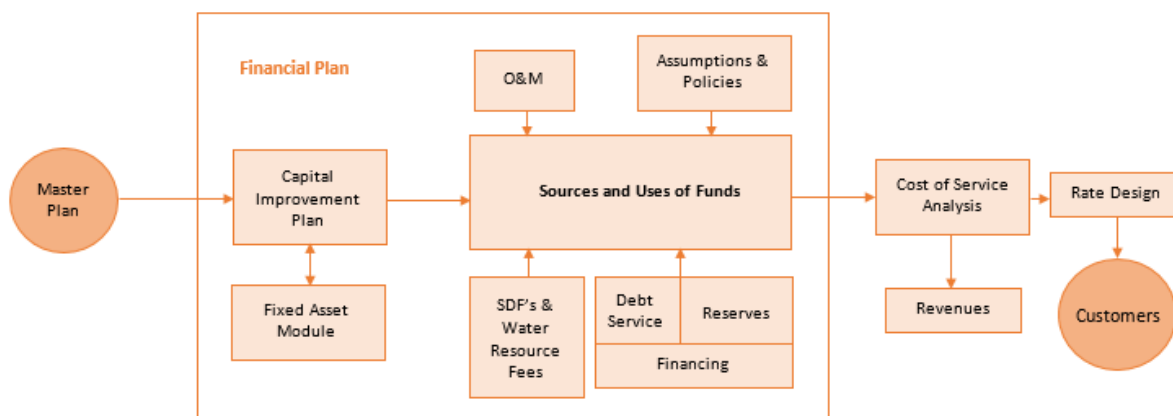 Financial Plan
O&M
Assumptions &
Policies
Master
Plan
Capital
Improvement
Plan
Sources and Uses of Funds
Cost of Service
Analysis
Rate Design
Fixed Asset
Module
SDF's &
Water
Resource
Fees
Debt
Service
Reserves
Financing
Revenues
Customers